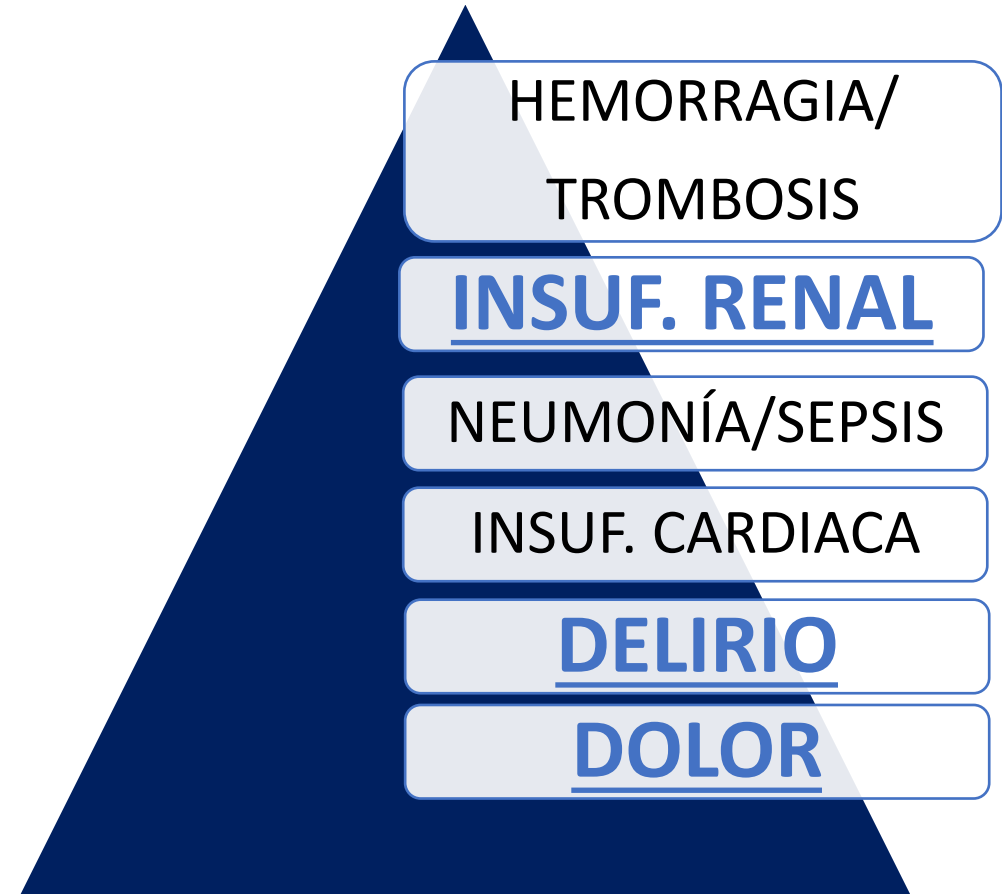 HEMORRAGIA/
TROMBOSIS
INSUF. RENAL
NEUMONÍA/SEPSIS
INSUF. CARDIACA
DELIRIO
DOLOR